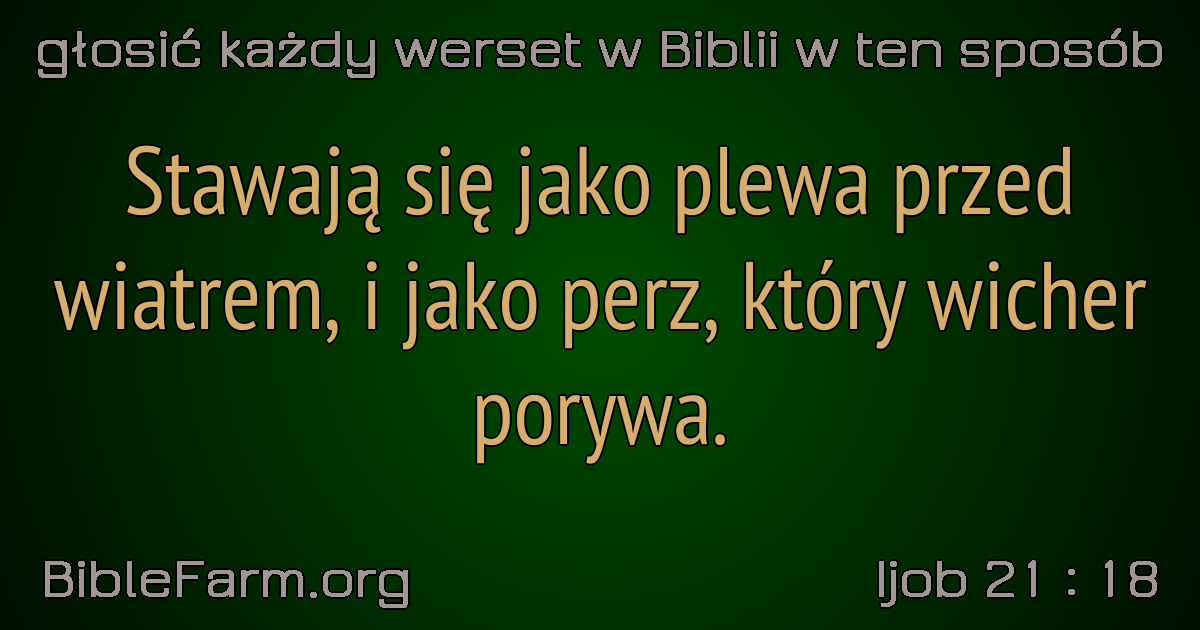 głosić każdy werset w Biblii w ten sposób
Stawają się jako plewa przed
wiatrem, i jako perz, który wicher
porywa.
BibleFarm.org
Ijob 21 : 18